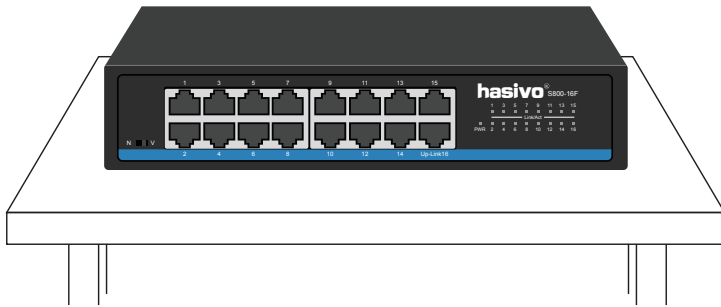 1 3 5 7 9 11 13 15
hasivo® S800-16F
1 3 5 7 9 11 13 15
Link/Act
PWR 2 4 6 8 10 12 14 16
N V
2 4 6 8 10 12 14 Up-Link16